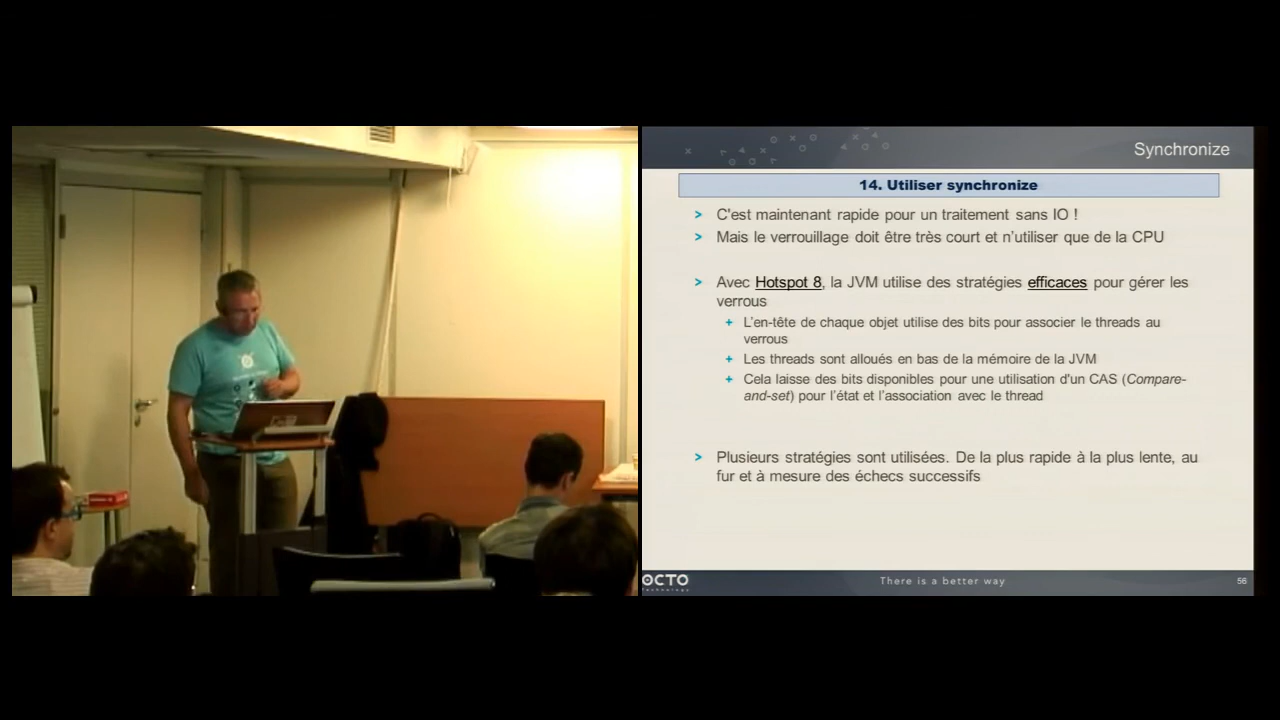 Synchronize
14. Utiliser synchronize
> C'est maintenant rapide pour un traitement sans IO !
> Mais le verrouillage doit être très court et n'utiliser que de la CPU
> Avec Hotspot 8, la JVM utilise des stratégies efficaces pour gérer les
verrous
+ L'en-tête de chaque objet utilise des bits pour associer le threads au
verrous
+ Les threads sont alloués en bas de la mémoire de la JVM
+ Cela laisse des bits disponibles pour une utilisation d'un CAS (Compare-
and-set) pour l'état et l'association avec le thread
> Plusieurs stratégies sont utilisées. De la plus rapide à la plus lente, au
fur et à mesure des échecs successifs
OCTO
Technology
There is a better way
56